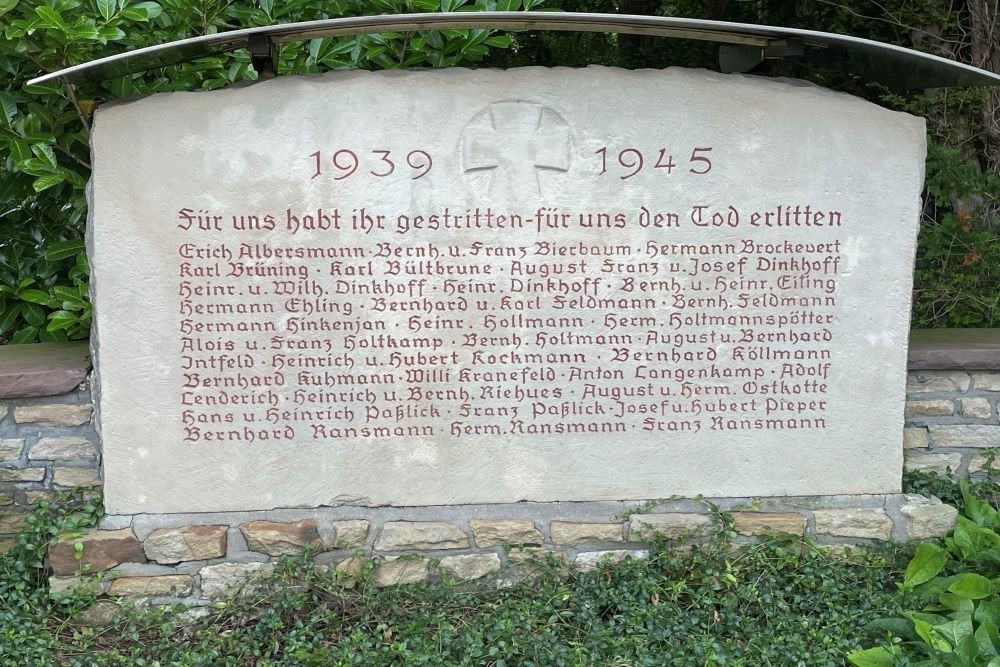 1939 1945
Für uns habt ihr gestritten-für uns den Tod erlitten
Erich Albersmann · Bernh. u. Franz Bierbaum · Hermann Brockevert
Karl Brüning · Karl Bültbrune · August Franz u. Josef Dinkhoff
Heinr. u. Wilh. Dinkhoff · Heinr. Dinkhoff · Bernh. u. Heinr. Eiling
Hermann Ehling · Bernhard u. Karl Feldmann · Bernh. Feldmann
Hermann Hinkenjan · Heinr. Hollmann · Herm. Holtmannspötter
Alois u. Franz Holtkamp · Bernh. Holtmann · August u. Bernhard
Intfeld · Heinrich u. Hubert Kockmann · Bernhard Köllmann
Bernhard Kuhmann · Willi Kranefeld · Anton Langenkamp · Adolf
Lenderich · Heinrich u. Bernh. Riehues · August u. Herm. Ostkotte
Hans u. Heinrich Paßlick · Franz Paßlick · Josef u. Hubert Pieper
Bernhard Ransmann · Herm. Ransmann · Franz Ransmann